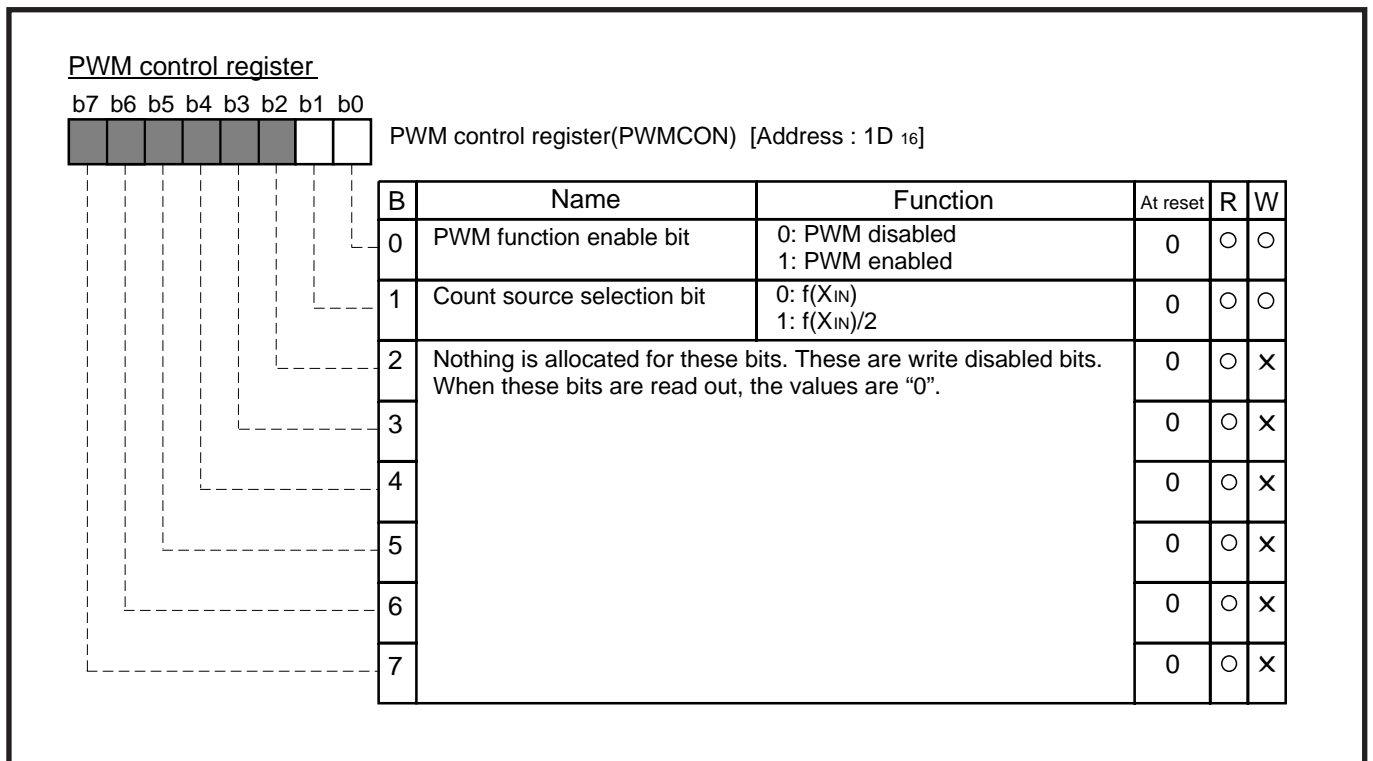 PWM control register
b7 b6 b5 b4 b3 b2 b1 b0
PWM control register(PWMCON) [Address : 1D 16]
B Name Function At reset R W
0 PWM function enable bit 0: PWM disabled 0 ○ ○
1: PWM enabled
1 Count source selection bit 0: f(XIN) 0 ○ ○
1: f(XIN)/2
2 Nothing is allocated for these bits. These are write disabled bits. 0 ○ ×
When these bits are read out, the values are “0”.
3 0 ○ ×
4 0 ○ ×
5 0 ○ ×
6 0 ○ ×
7 0 ○ ×